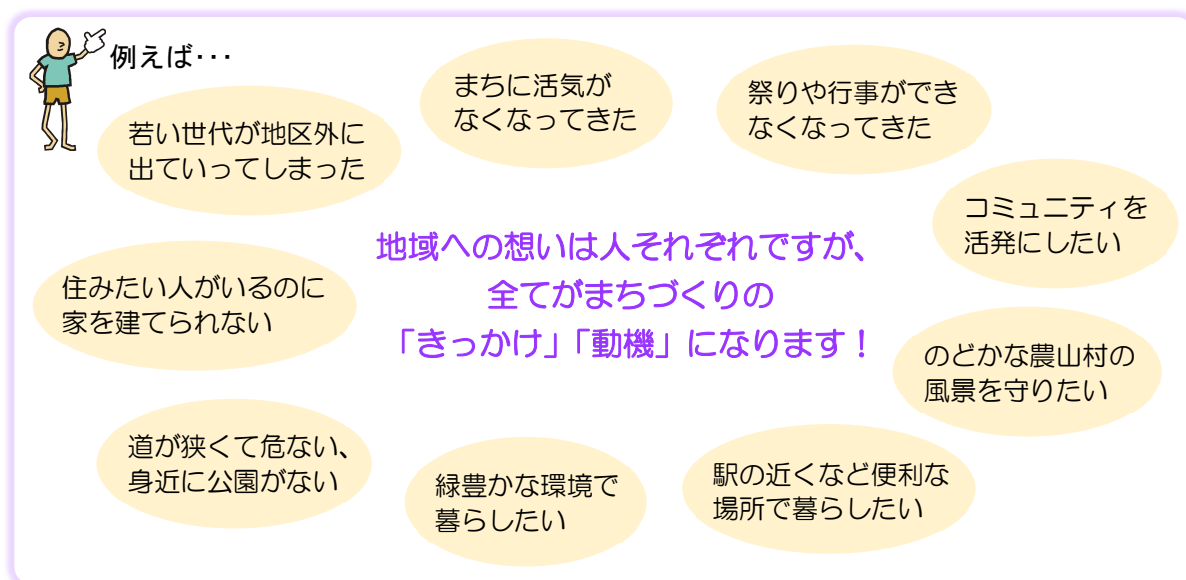 例えば･･･
まちに活気が
なくなってきた
祭りや行事ができ
なくなってきた
若い世代が地区外に
出ていってしまった
コミュニティを
活発にしたい
地域への想いは人それぞれですが、
全てがまちづくりの
「きっかけ」「動機」になります！
住みたい人がいるのに
家を建てられない
のどかな農山村の
風景を守りたい
道が狭くて危ない、
身近に公園がない
緑豊かな環境で
暮らしたい
駅の近くなど便利な
場所で暮らしたい